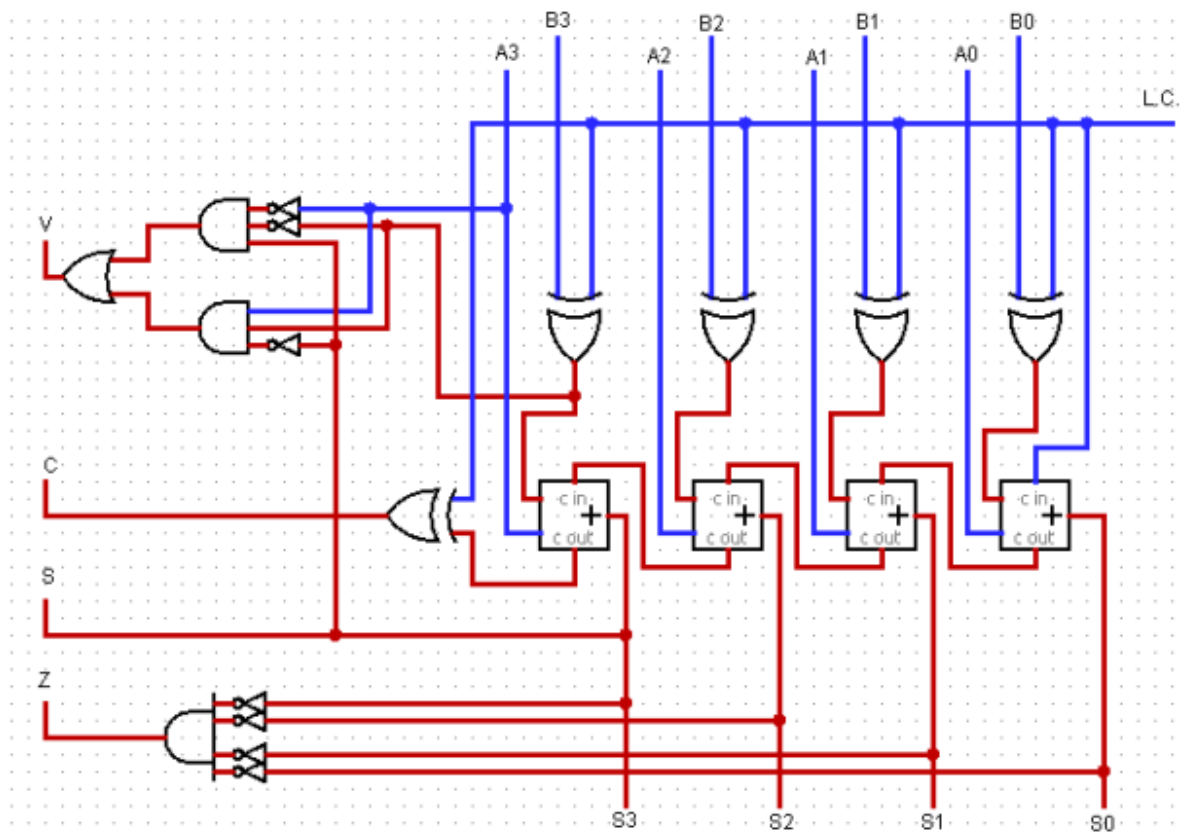 B3
B2
B1
B0
A3
A2
A1
A0
L.C.
V
C
c in
+
c out
c in
+
c out
c in
+
c out
c in
+
c out
S
Z
S3
S2
S1
S0